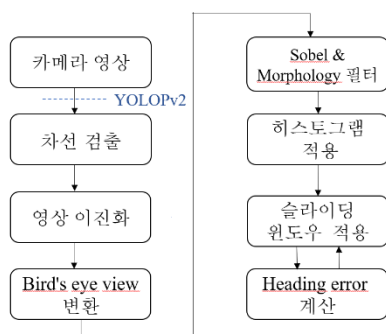 카메라 영상
YOLOPv2
차선 검출
영상 이진화
Bird's eye view
변환
Sobel &
Morphology 필터
히스토그램
적용
슬라이딩
윈도우 적용
Heading error
계산